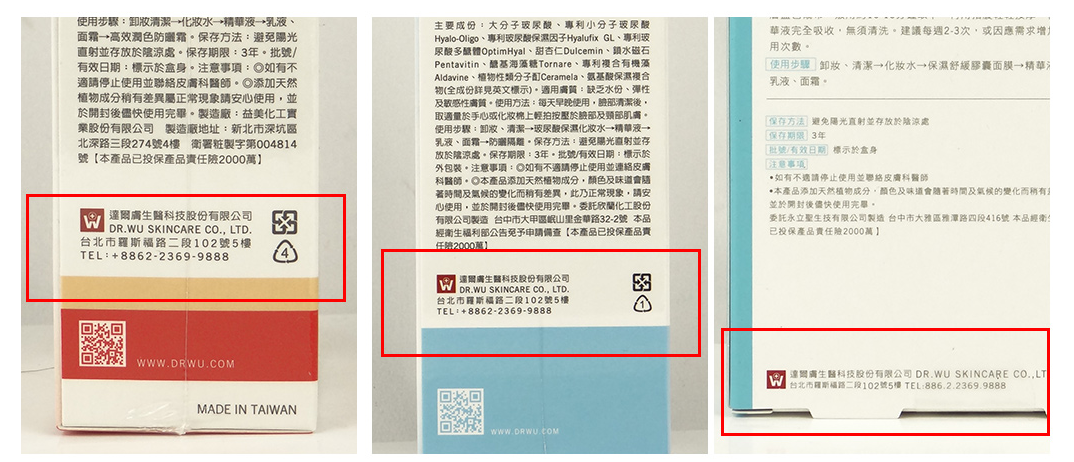 使用步驟：卸妝清潔→化妝水→精華液→乳液、
面霜→高效潤色防曬霜。保存方法：避免陽光
直射並存放於陰涼處。保存期限：3年。批號/
有效日期：標示於盒身。注意事項：◎如有不
適請停止使用並聯絡皮膚科醫師。◎添加天然
植物成分稍有差異屬正常現象請安心使用，並
於開封後儘快使用完畢。製造廠：益美化工實
業股份有限公司 製造廠地址：新北市深坑區
北深路三段274號4樓 衛署粧製字第004814
號【本產品已投保產品責任險2000萬】
達爾膚生醫科技股份有限公司
DR.WU SKINCARE CO., LTD.
台北市羅斯福路二段102號5樓
TEL:+8862-2369-9888
4
WWW.DRWU.COM
MADE IN TAIWAN
主要成份：大分子玻尿酸、專利小分子玻尿酸
Hyalo-Oligo、專利保濕因子Hyalufix GL、專利玻
尿酸多醣體OptimHyal、甜杏仁Dulcemin、鎖水磁石
Pentavitin、醣基海藻糖Tornare、專利複合有機藻
Aldavine、植物性類分子釘Ceramela、氨基酸保濕複合
物(全成份詳見英文標示)。適用膚質：缺乏水份、彈性
及敏感性膚質。使用方法：每天早晚使用，臉部清潔後，
取適量於手心或化妝棉上輕拍按壓於臉部及頸部肌膚。
使用步驟：卸妝、清潔→玻尿酸保濕化妝水→精華液→
乳液、面霜→防曬隔離。保存方法：避免陽光直射並存
放於陰涼處。保存期限：3年。批號/有效日期：標示於
外包裝。注意事項：◎如有不適請停止使用並連絡皮膚
科醫師。◎本產品添加天然植物成分，顏色及味道會隨
著時間及氣候的變化而稍有差異，此乃正常現象，請安
心使用，並於開封後儘快使用完畢。委託欣蘭化工股份
有限公司製造 台中市大甲區岷山里金華路32-2號 本品
經衛生福利部公告免予申請備查【本產品已投保產品責
任險2000萬】
達爾膚生醫科技股份有限公司
DR.WU SKINCARE CO., LTD.
台北市羅斯福路二段102號5樓
TEL:+8862-2369-9888
1
WWW.DRWU.COM
華液完全吸收，無須清洗。建議每週2-3次，或因應需求增
用次數。
使用步驟 卸妝、清潔→化妝水→保濕舒緩膠囊面膜→精華
乳液、面霜。
保存方法 避免陽光直射並存放於陰涼處
保存期限 3年
批號/有效日期 標示於盒身
注意事項
•如有不適請停止使用並聯絡皮膚科醫師
•本產品添加天然植物成分，顏色及味道會隨著時間及氣候的變化而稍有
並於開封後儘快使用完畢。
委託永立聖生技有限公司製造 台中市大雅區雅潭路四段416號 本品經衛
已投保產品責任險2000萬】
達爾膚生醫科技股份有限公司 DR.WU SKINCARE CO.,LT
台北市羅斯福路二段102號5樓 TEL:886.2.2369.9888